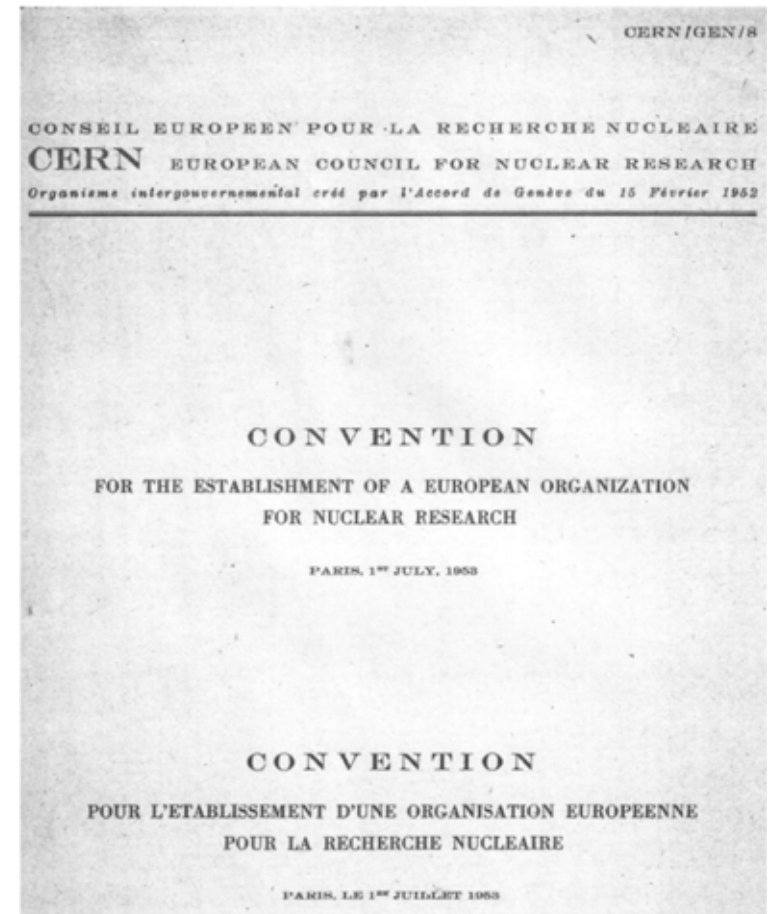 CERN/GEN/8
CONSEIL EUROPEEN POUR LA RECHERCHE NUCLEAIRE
CERN EUROPEAN COUNCIL FOR NUCLEAR RESEARCH
Organisme intergouvernemental créé par l'Accord de Genève du 15 Février 1952
CONVENTION
FOR THE ESTABLISHMENT OF A EUROPEAN ORGANIZATION
FOR NUCLEAR RESEARCH
PARIS, 1er JULY, 1953
CONVENTION
POUR L'ETABLISSEMENT D'UNE ORGANISATION EUROPEENNE
POUR LA RECHERCHE NUCLEAIRE
PARIS, LE 1er JUILLET 1953